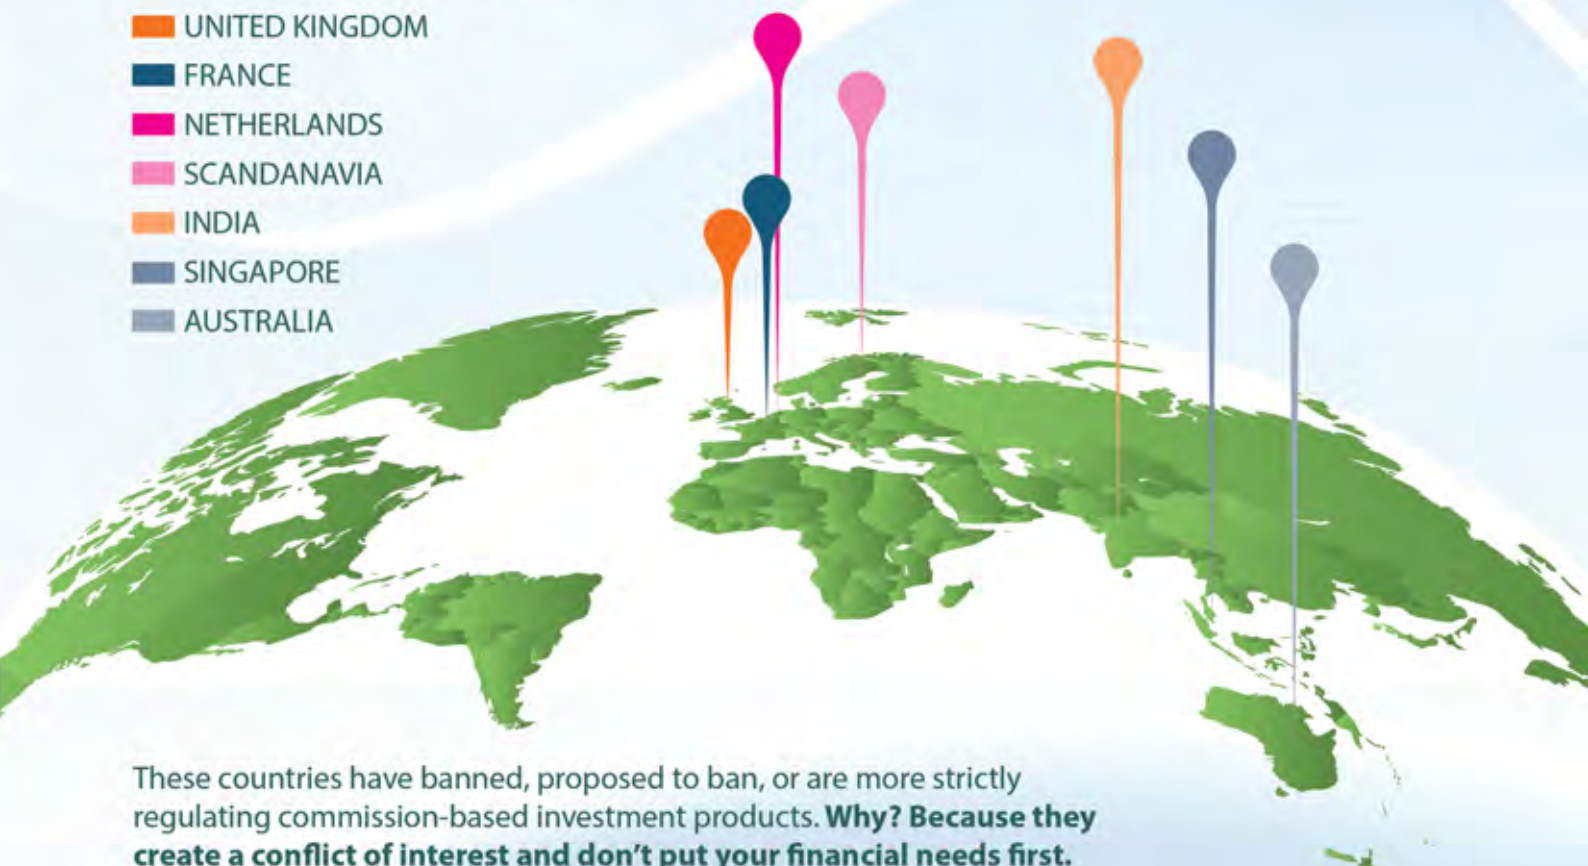 UNITED KINGDOM
FRANCE
NETHERLANDS
SCANDANAVIA
INDIA
SINGAPORE
AUSTRALIA
These countries have banned, proposed to ban, or are more strictly
regulating commission-based investment products. Why? Because they
create a conflict of interest and don't put your financial needs first.